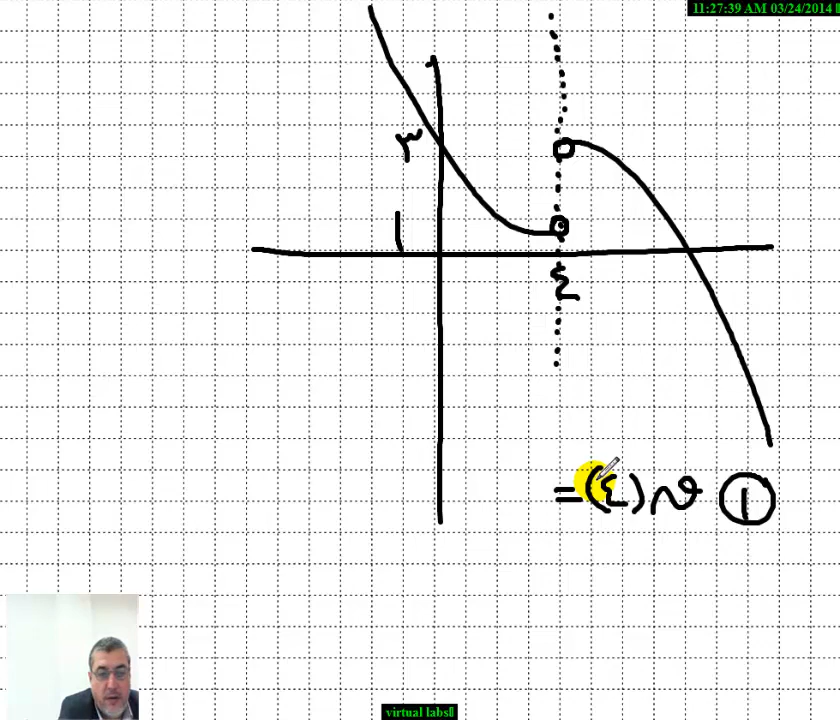 11:27:39 AM 03/24/2014
٣
١
٤
① ق(٤) =
virtual labs